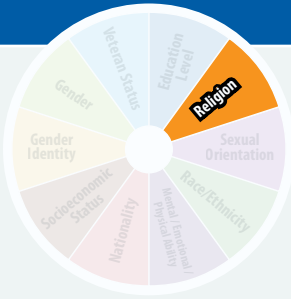 Veteran Status
Education
Level
Religion
Sexual
Orientation
Race/Ethnicity
Mental / Emotional /
Physical Ability
Nationality
Socioeconomic
Status
Gender
Identity
Gender